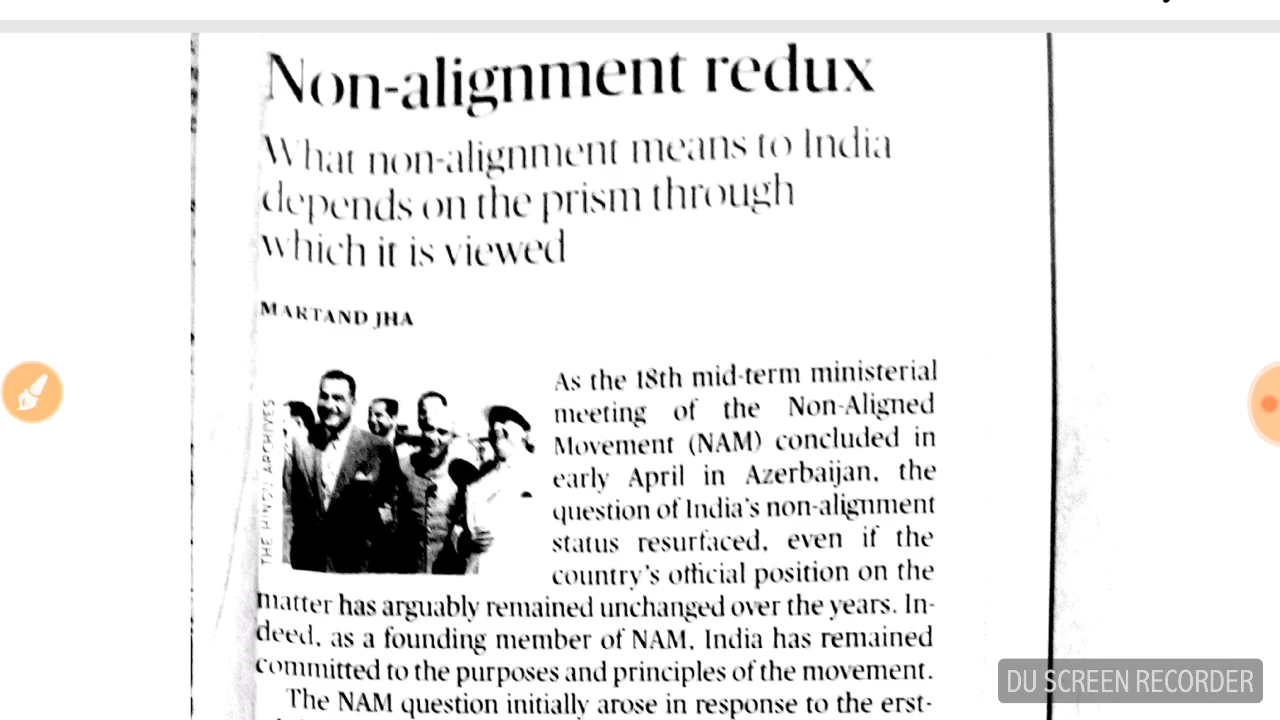 Non-alignment redux
What non-alignment means to India
depends on the prism through
which it is viewed
MARTAND JHA
THE HINDU ARCHIVES
As the 18th mid-term ministerial
meeting of the Non-Aligned
Movement (NAM) concluded in
early April in Azerbaijan, the
question of India's non-alignment
status resurfaced, even if the
country's official position on the
matter has arguably remained unchanged over the years. In-
deed, as a founding member of NAM, India has remained
committed to the purposes and principles of the movement.
The NAM question initially arose in response to the erst-
DU SCREEN RECORDER